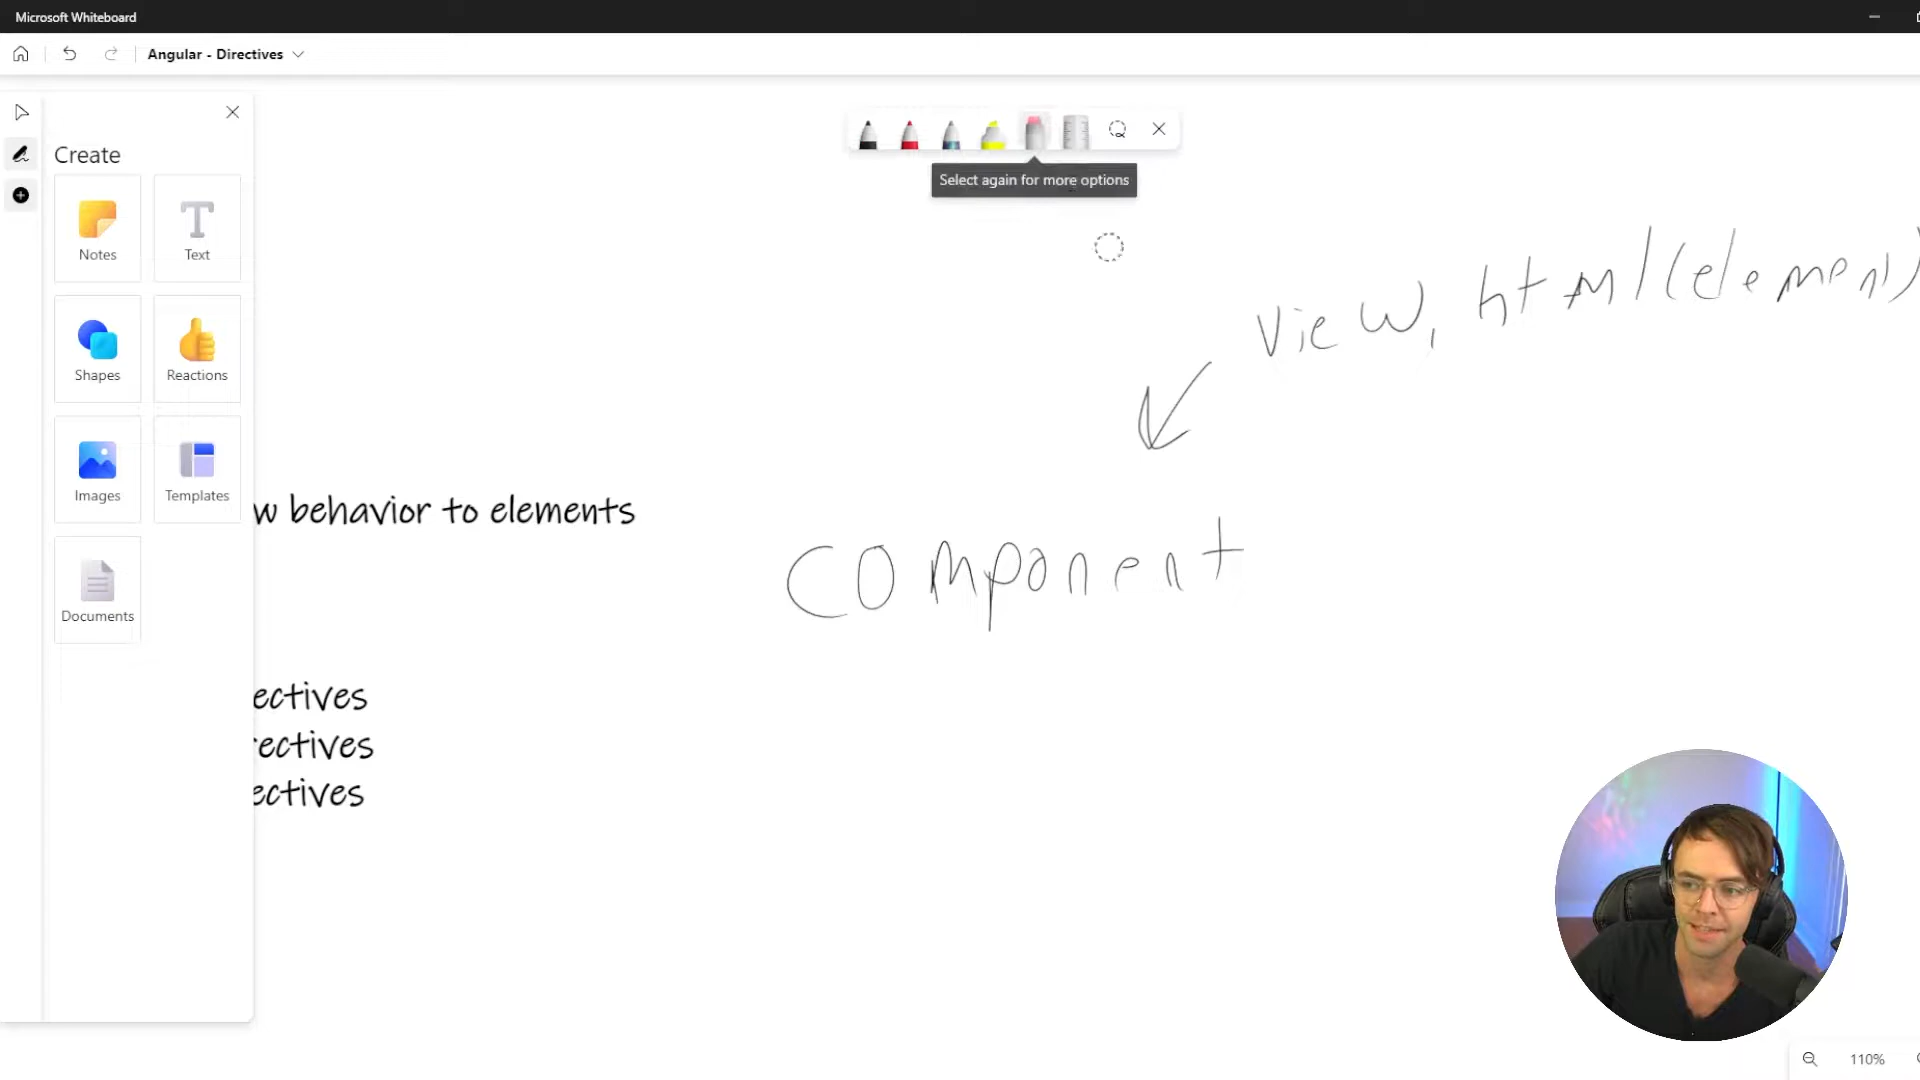 Microsoft Whiteboard
Angular - Directives
Create
Select again for more options
Notes
Text
view, html(element)
Shapes
Reactions
Images
Templates
w behavior to elements
component
Documents
ectives
rectives
ectives
110%